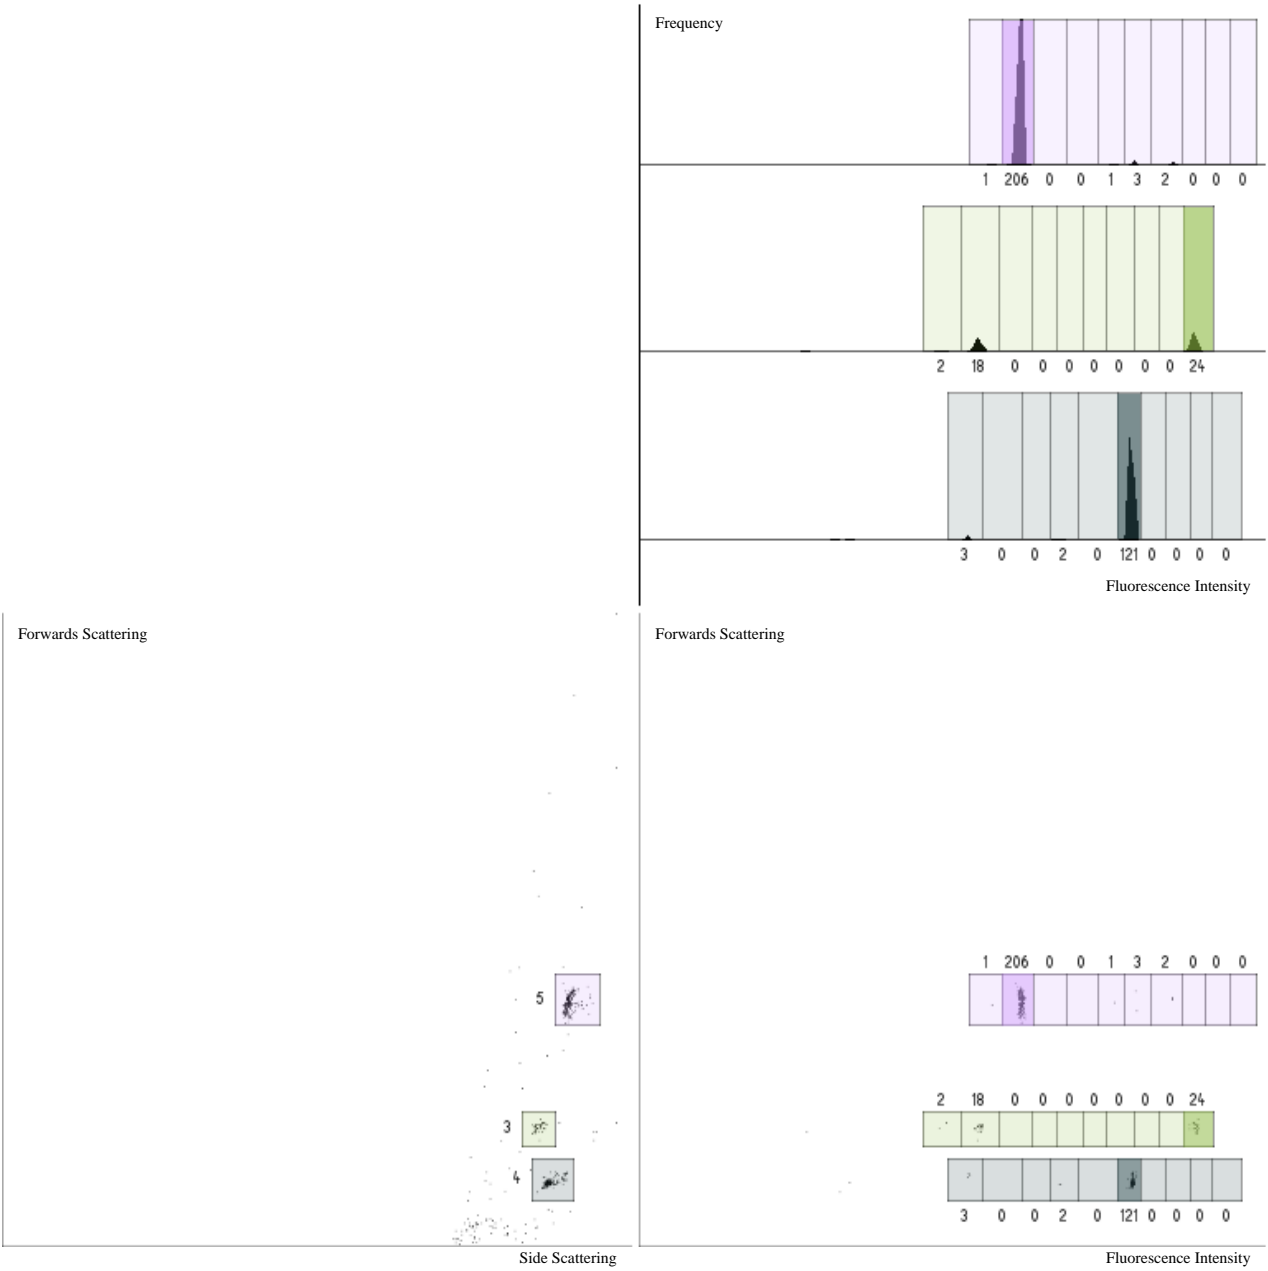 Frequency
1 206 0 0 1 3 2 0 0 0
2 18 0 0 0 0 0 0 0 24
3 0 0 2 0 121 0 0 0 0
Fluorescence Intensity
Forwards Scattering
5
3
4
Side Scattering
Forwards Scattering
1 206 0 0 1 3 2 0 0 0
2 18 0 0 0 0 0 0 0 24
3 0 0 2 0 121 0 0 0 0
Fluorescence Intensity